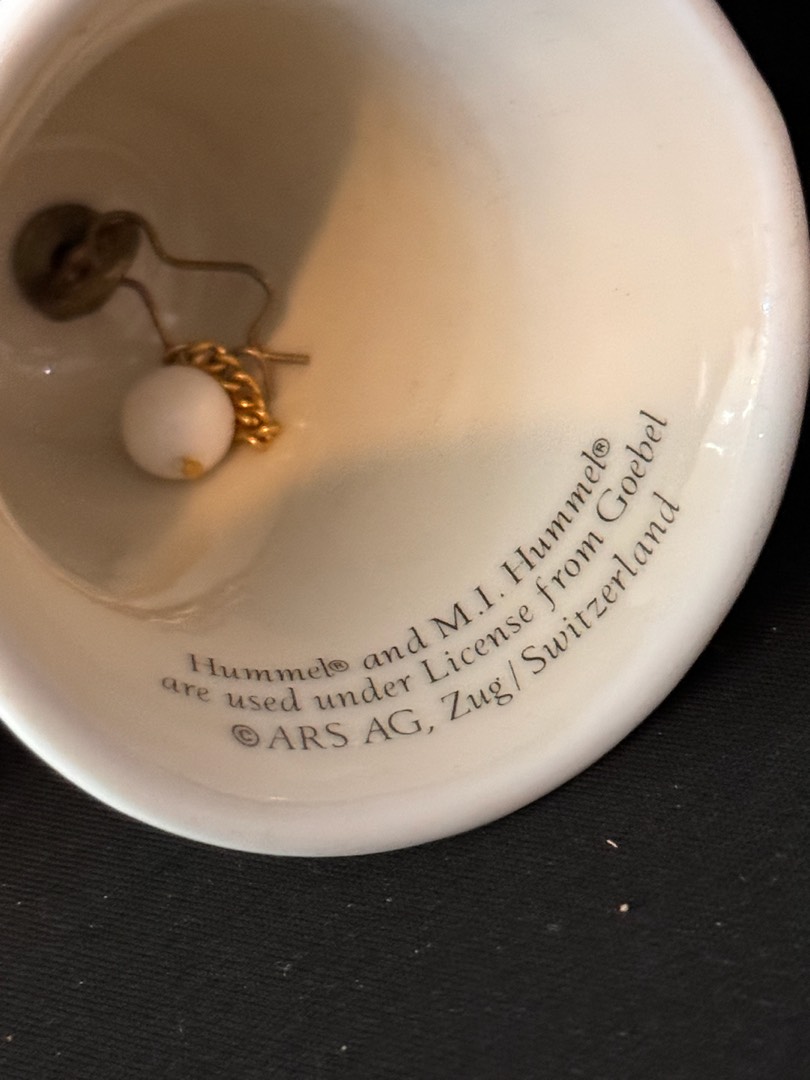 Hummel® and M.I. Hummel®
are used under License from Goebel
©ARS AG, Zug/Switzerland